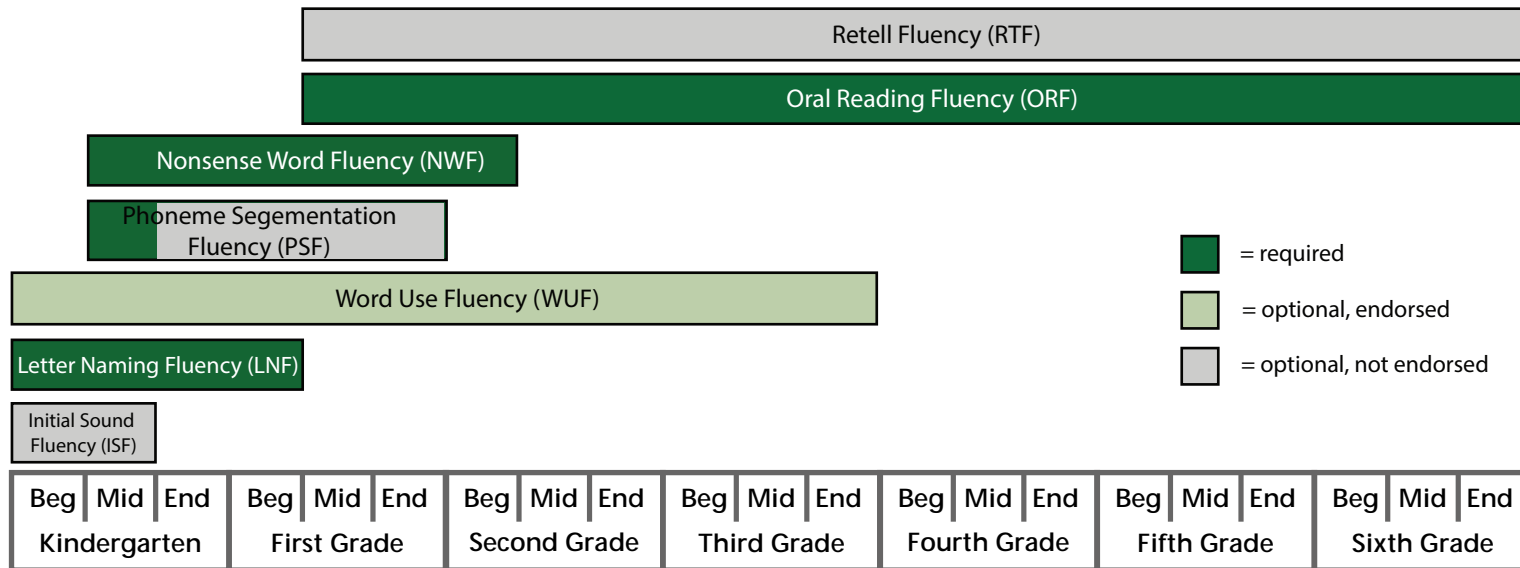 Retell Fluency (RTF)
Oral Reading Fluency (ORF)
Nonsense Word Fluency (NWF)
Phoneme Segementation
Fluency (PSF)
= required
Word Use Fluency (WUF)
= optional, endorsed
Letter Naming Fluency (LNF)
= optional, not endorsed
Initial Sound
Fluency (ISF)
Beg Mid End Beg Mid End Beg Mid End Beg Mid End Beg Mid End Beg Mid End Beg Mid End
Kindergarten First Grade Second Grade Third Grade Fourth Grade Fifth Grade Sixth Grade